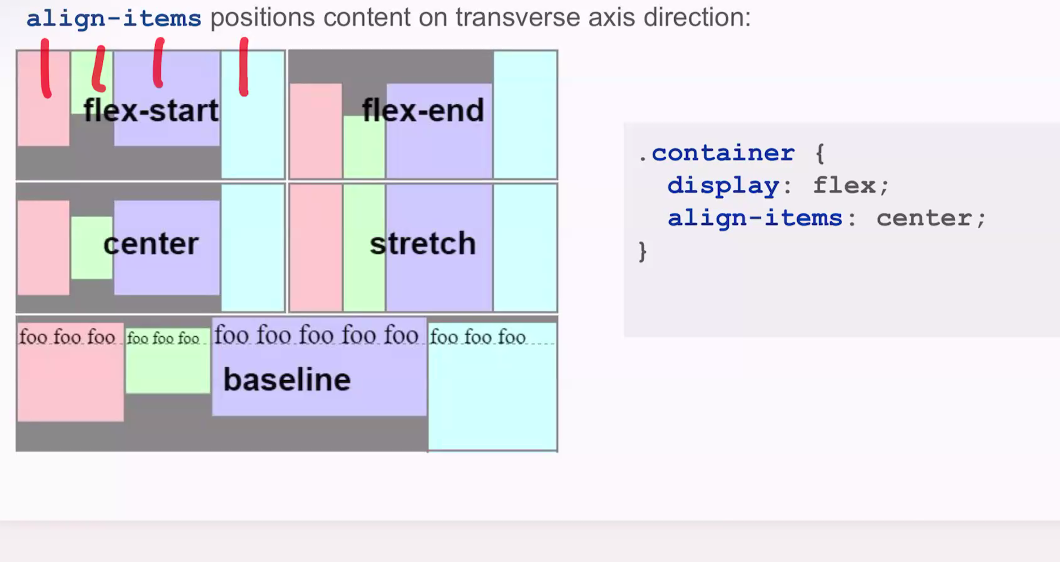 align-items positions content on transverse axis direction:
flex-start
flex-end
center
stretch
foo foo foo
foo foo foo
foo foo foo foo foo
foo foo foo
baseline
.container {
display: flex;
align-items: center;
}